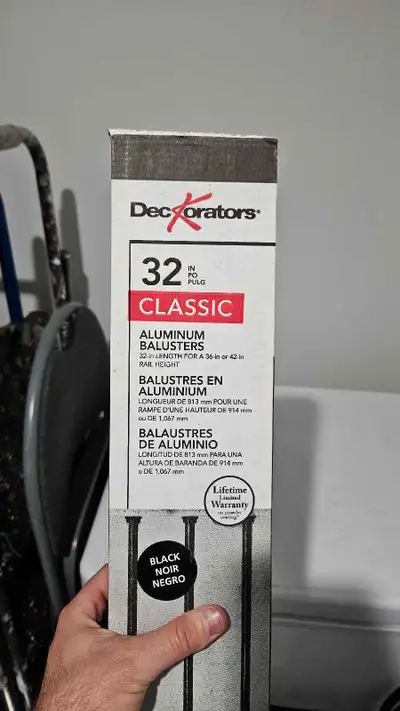 Deckorators®
32 IN
PO
PULG
CLASSIC
ALUMINUM
BALUSTERS
32-in LENGTH FOR A 36-in or 42-in
RAIL HEIGHT
BALUSTRES EN
ALUMINIUM
LONGUEUR DE 813 mm POUR UNE
RAMPE D'UNE HAUTEUR DE 914 mm
ou DE 1,067 mm
BALAUSTRES
DE ALUMINIO
LONGITUD DE 813 mm PARA UNA
ALTURA DE BARANDA DE 914 mm
o DE 1,067 mm
Lifetime
Limited
Warranty
on powder
coating*
BLACK
NOIR
NEGRO